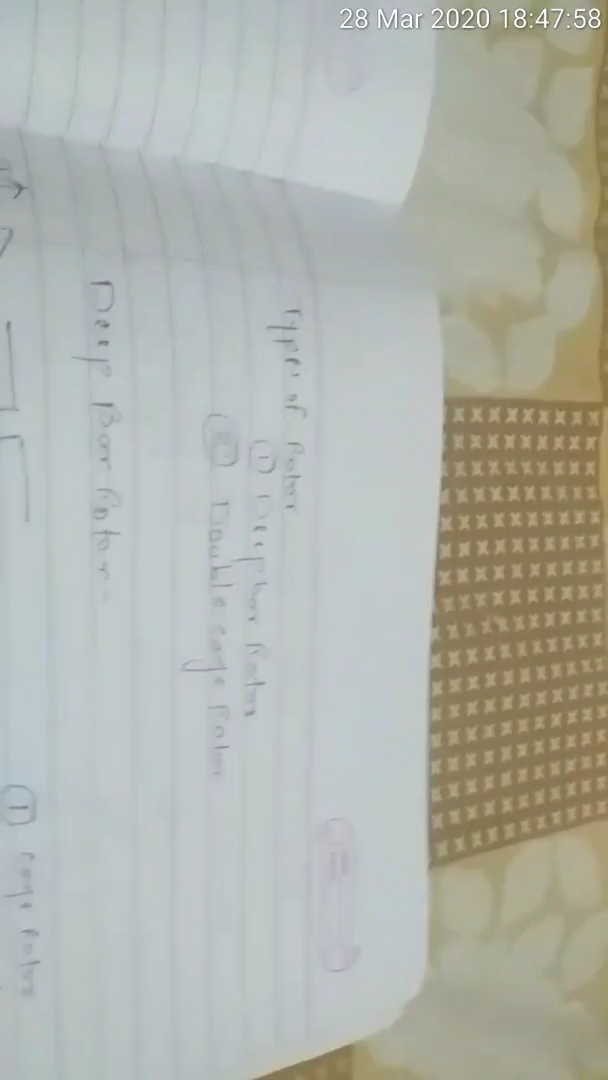 28 Mar 2020 18:47:58
Type of Rotor
① Deep bar Rotor
② Double cage Rotor
Deep Bar Rotor-
① Cage Rotor